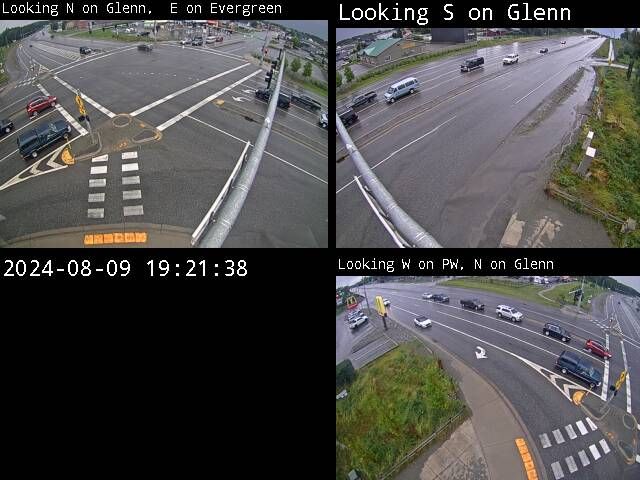 Looking N on Glenn, E on Evergreen
Looking S on Glenn
2024-08-09 19:21:38
Looking W on PW, N on Glenn